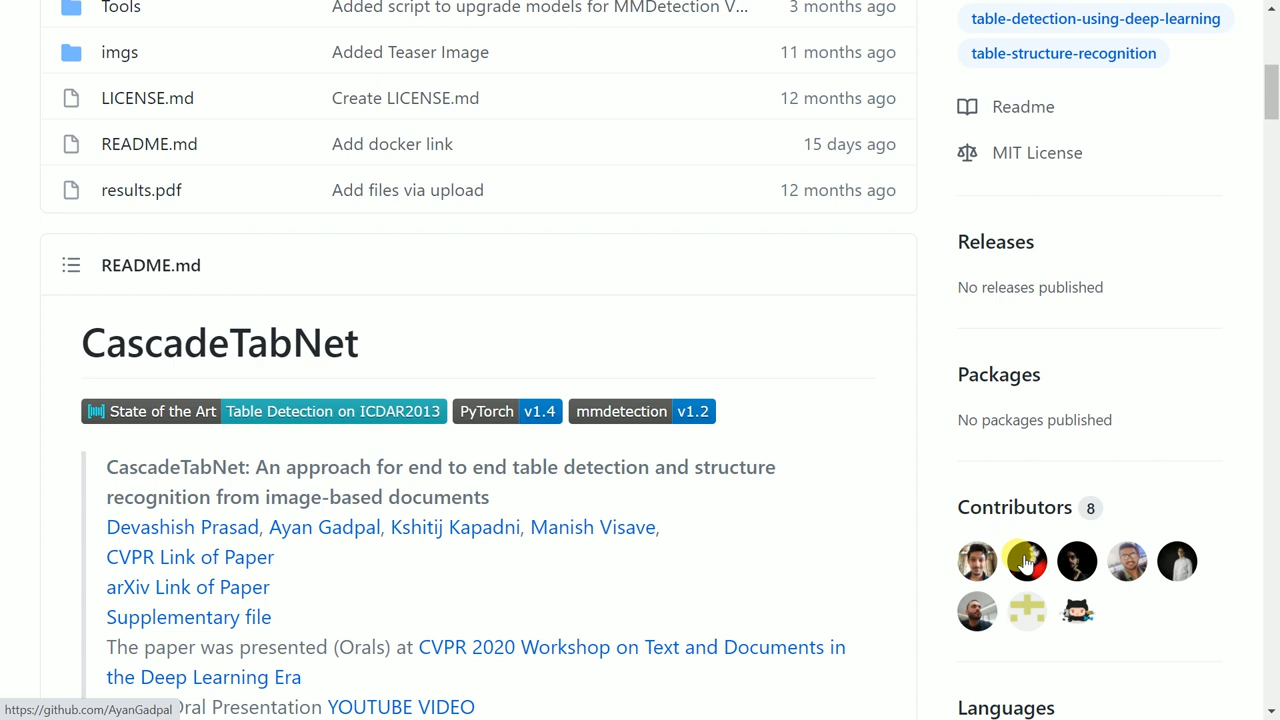 Tools Added script to upgrade models for MMDetection V... 3 months ago
imgs Added Teaser Image 11 months ago
LICENSE.md Create LICENSE.md 12 months ago
README.md Add docker link 15 days ago
results.pdf Add files via upload 12 months ago
README.md
CascadeTabNet
State of the Art Table Detection on ICDAR2013 PyTorch v1.4 mmdetection v1.2
CascadeTabNet: An approach for end to end table detection and structure
recognition from image-based documents
Devashish Prasad, Ayan Gadpal, Kshitij Kapadni, Manish Visave,
CVPR Link of Paper
arXiv Link of Paper
Supplementary file
The paper was presented (Orals) at CVPR 2020 Workshop on Text and Documents in
the Deep Learning Era
Oral Presentation YOUTUBE VIDEO
https://github.com/AyanGadpal
table-detection-using-deep-learning
table-structure-recognition
Readme
MIT License
Releases
No releases published
Packages
No packages published
Contributors 8
Languages